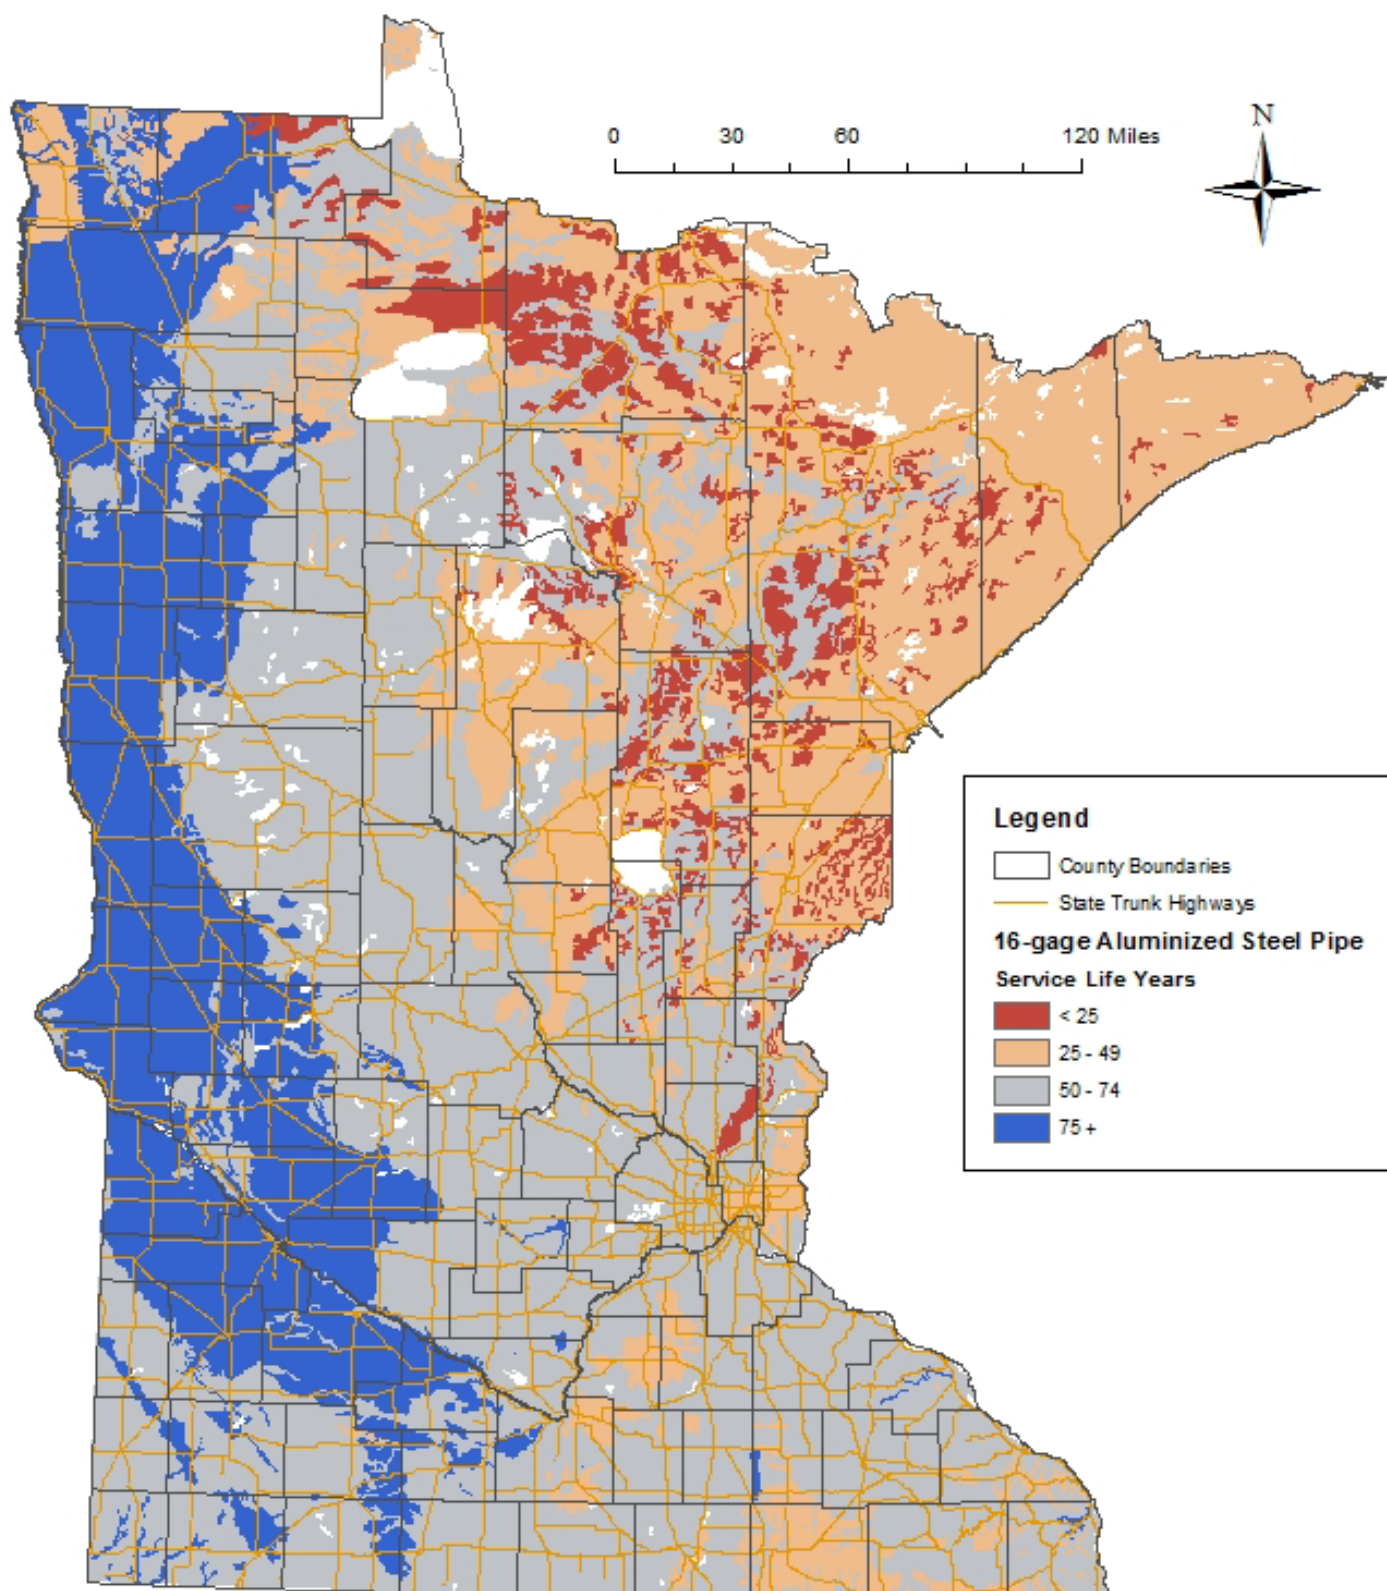 N
0 30 60 120 Miles
Legend
County Boundaries
State Trunk Highways
16-gage Aluminized Steel Pipe
Service Life Years
< 25
25 - 49
50 - 74
75 +